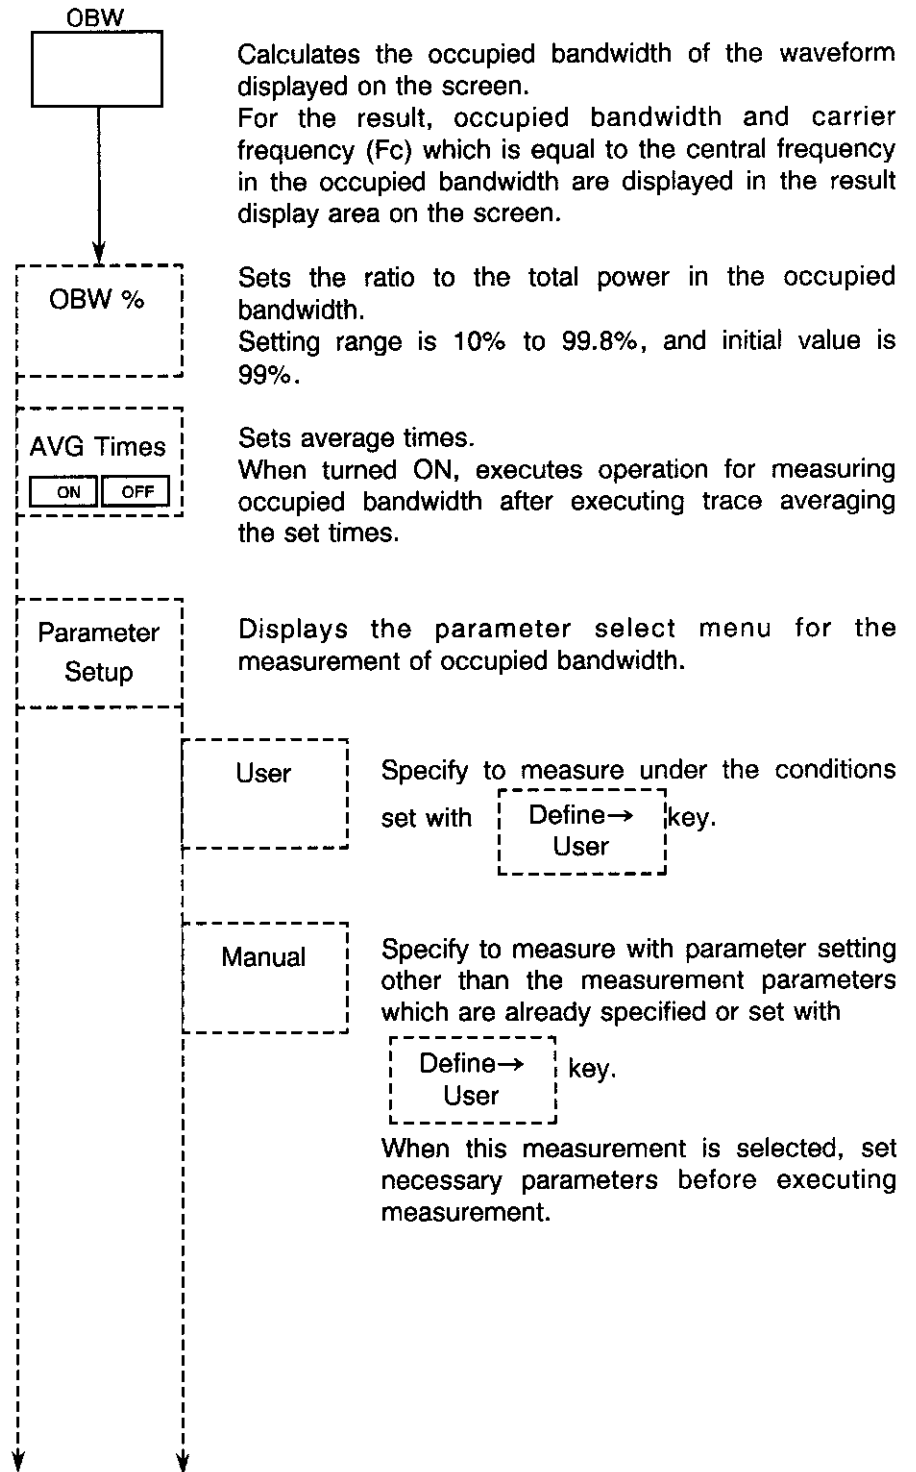 OBW
Calculates the occupied bandwidth of the waveform
displayed on the screen.
For the result, occupied bandwidth and carrier
frequency (Fc) which is equal to the central frequency
in the occupied bandwidth are displayed in the result
display area on the screen.
OBW %
Sets the ratio to the total power in the occupied
bandwidth.
Setting range is 10% to 99.8%, and initial value is
99%.
AVG Times
ON OFF
Sets average times.
When turned ON, executes operation for measuring
occupied bandwidth after executing trace averaging
the set times.
Parameter
Setup
Displays the parameter select menu for the
measurement of occupied bandwidth.
User
Specify to measure under the conditions
set with Define→ key.
User
Manual
Specify to measure with parameter setting
other than the measurement parameters
which are already specified or set with
Define→ key.
User
When this measurement is selected, set
necessary parameters before executing
measurement.